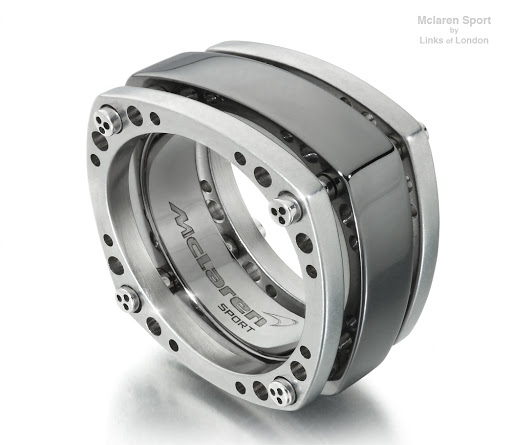 Mclaren Sport
by
Links of London
McLaren
SPORT